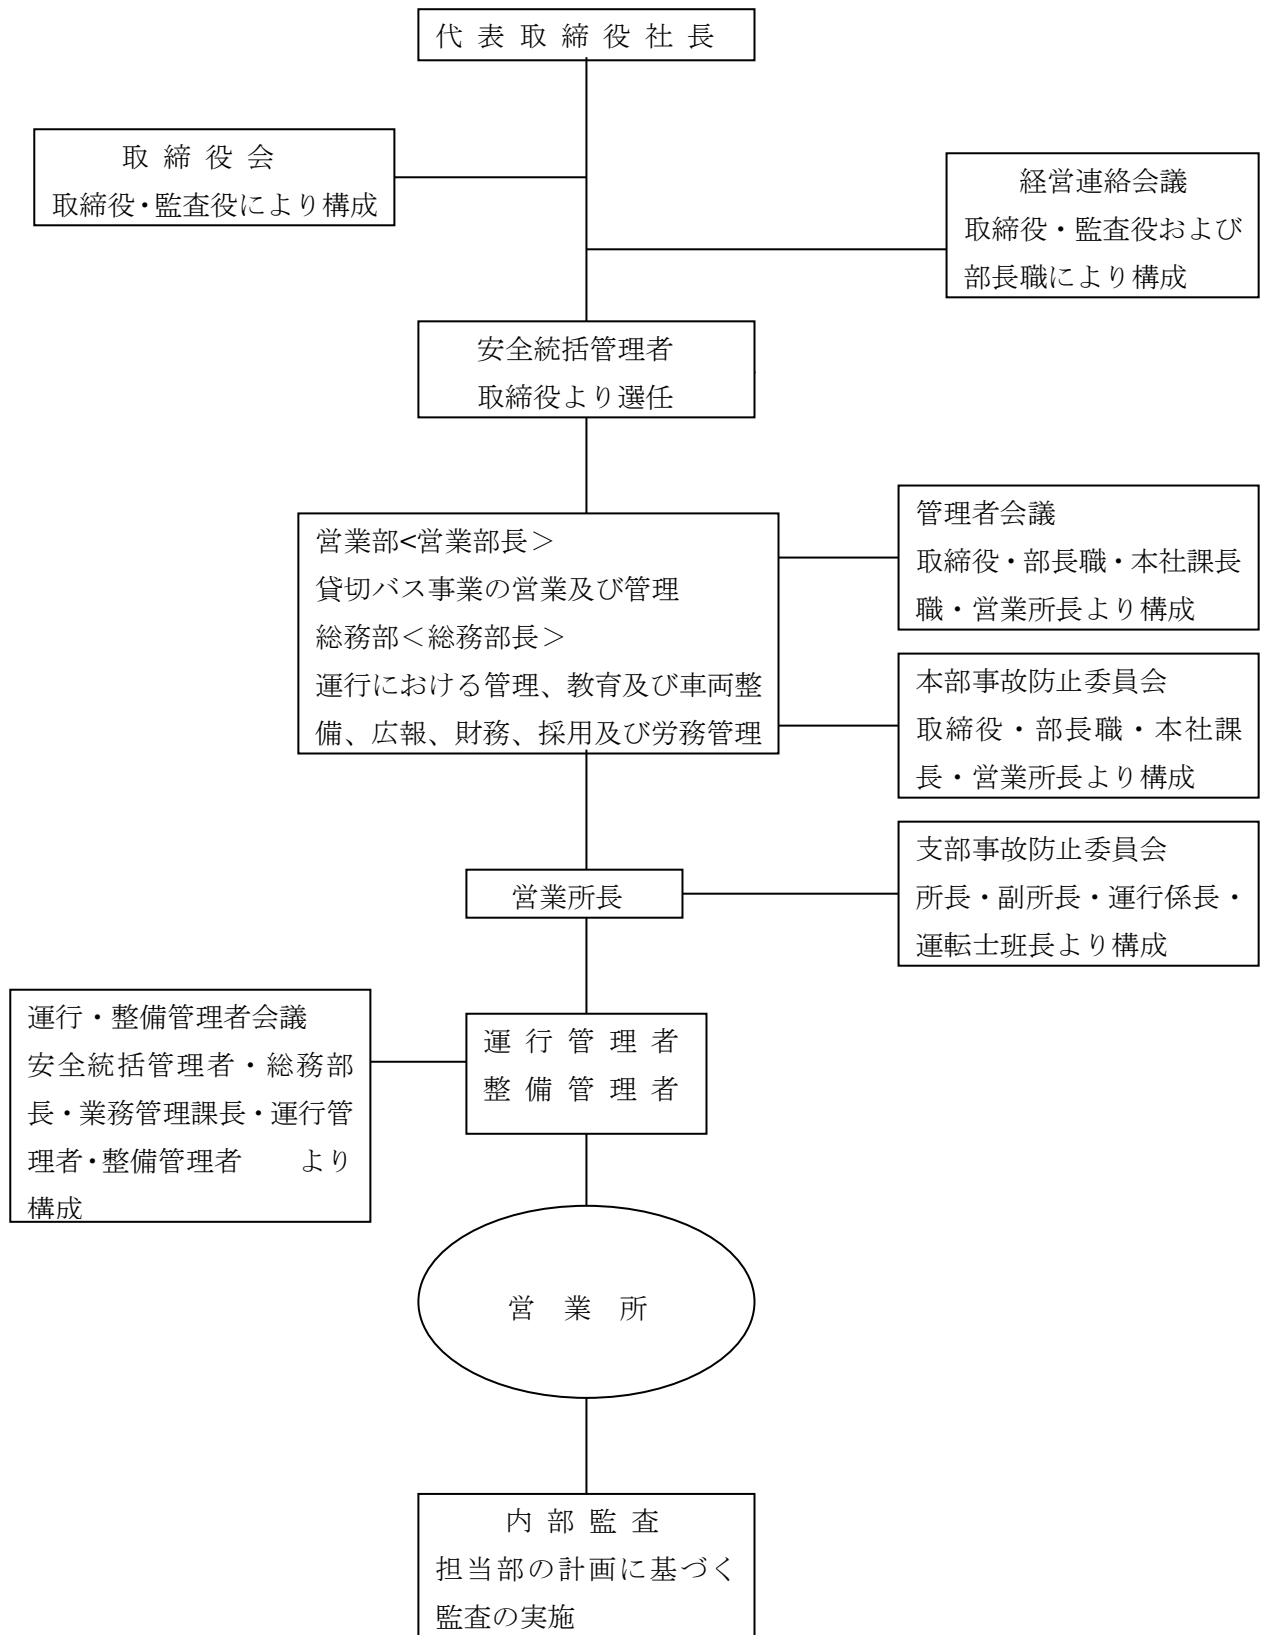 代表取締役社長
取締役会
取締役・監査役により構成
経営連絡会議
取締役・監査役および
部長職により構成
安全統括管理者
取締役より選任
営業部<営業部長＞
貸切バス事業の営業及び管理
総務部＜総務部長＞
運行における管理、教育及び車両整
備、広報、財務、採用及び労務管理
管理者会議
取締役・部長職・本社課長
職・営業所長より構成
本部事故防止委員会
取締役・部長職・本社課
長・営業所長より構成
営業所長
支部事故防止委員会
所長・副所長・運行係長・
運転士班長より構成
運行・整備管理者会議
安全統括管理者・総務部
長・業務管理課長・運行管
理者・整備管理者　より
構成
運行管理者
整備管理者
営業所
内部監査
担当部の計画に基づく
監査の実施